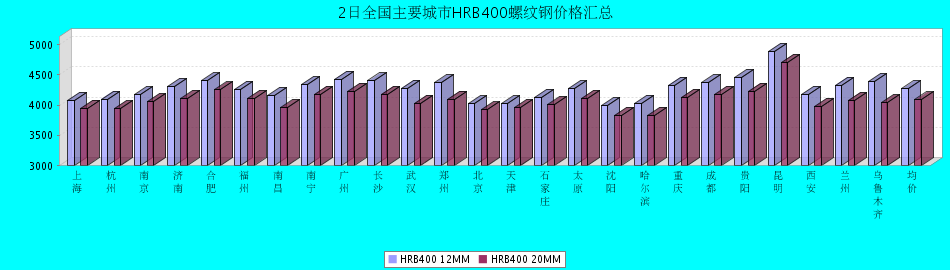 2日全国主要城市HRB400螺纹钢价格汇总
5000
4500
4000
3500
3000
上海
杭州
南京
济南
合肥
福州
南昌
南宁
广州
长沙
武汉
郑州
北京
天津
石家庄
太原
沈阳
哈尔滨
重庆
成都
贵阳
昆明
西安
兰州
乌鲁木齐
均价
HRB400 12MM
HRB400 20MM